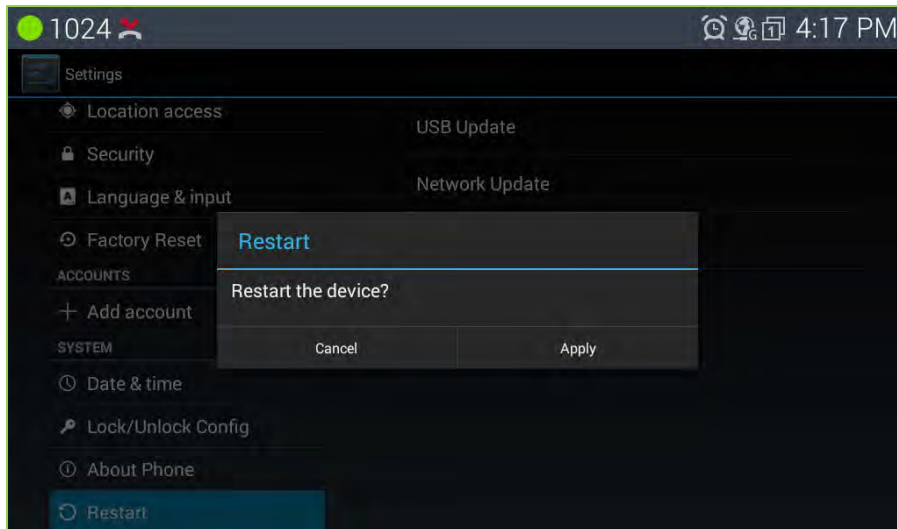 1024
4:17 PM
Settings
Location access
Security
Language & input
Factory Reset
ACCOUNTS
Add account
SYSTEM
Date & time
Lock/Unlock Config
About Phone
Restart
USB Update
Network Update
Restart
Restart the device?
Cancel
Apply